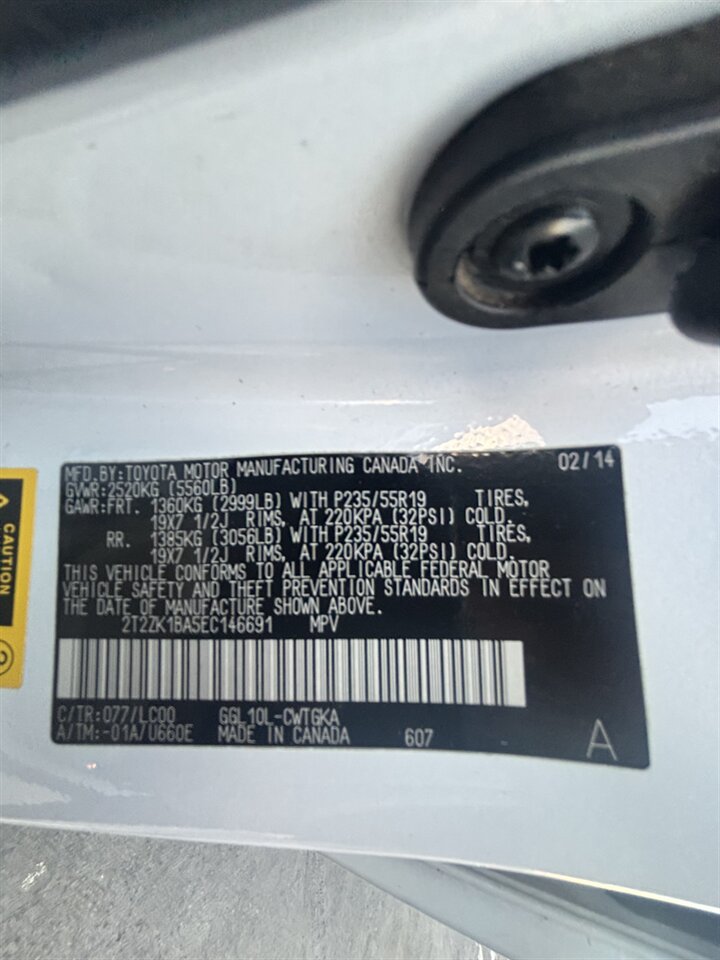 MFD.BY:TOYOTA MOTOR MANUFACTURING CANADA INC. 02/14
GVWR:2520KG (5560LB)
GAWR:FRT. 1360KG (2999LB) WITH P235/55R19 TIRES,
19X7 1/2J RIMS, AT 220KPA (32PSI) COLD.
RR. 1385KG (3056LB) WITH P235/55R19 TIRES,
19X7 1/2J RIMS, AT 220KPA (32PSI) COLD.
THIS VEHICLE CONFORMS TO ALL APPLICABLE FEDERAL MOTOR
VEHICLE SAFETY AND THEFT PREVENTION STANDARDS IN EFFECT ON
THE DATE OF MANUFACTURE SHOWN ABOVE.
2T2ZK1BA5EC146691 MPV
C/TR:077/LC00 GGL10L-CWTGKA
A/TM:-01A/U660E MADE IN CANADA 607 A
CAUTION